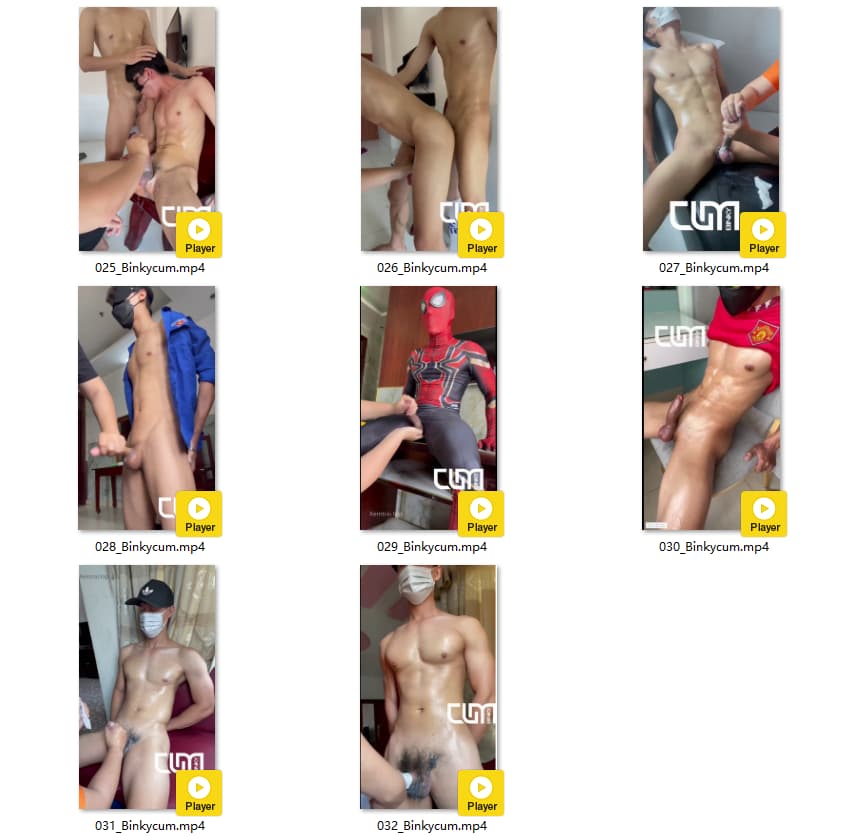 CUM
Player
025_Binkycum.mp4
CUM
Player
026_Binkycum.mp4
CUM
BINKY
Player
027_Binkycum.mp4
Player
028_Binkycum.mp4
CUM
Player
029_Binkycum.mp4
CUM
Player
030_Binkycum.mp4
CUM
Player
031_Binkycum.mp4
CUM
Player
032_Binkycum.mp4